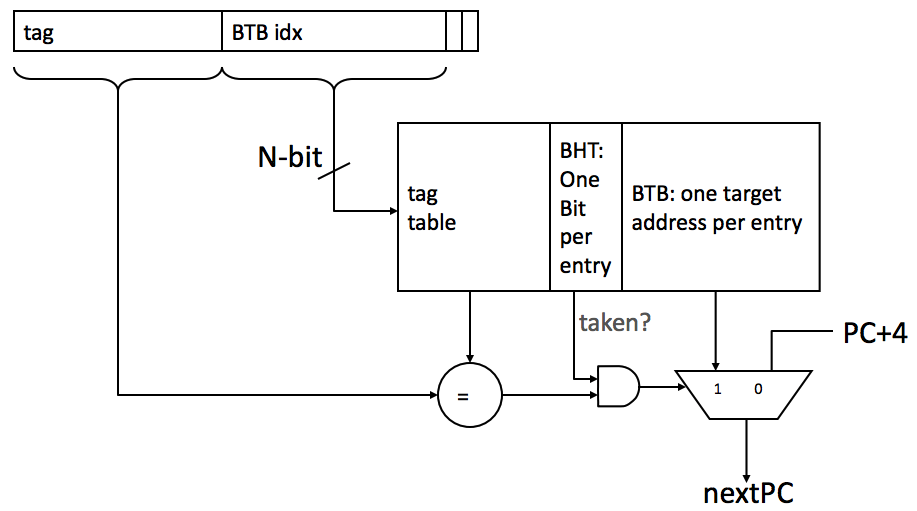 tag
BTB idx
N-bit
tag
table
BHT:
One
Bit
per
entry
BTB: one target
address per entry
taken?
PC+4
=
1 0
nextPC